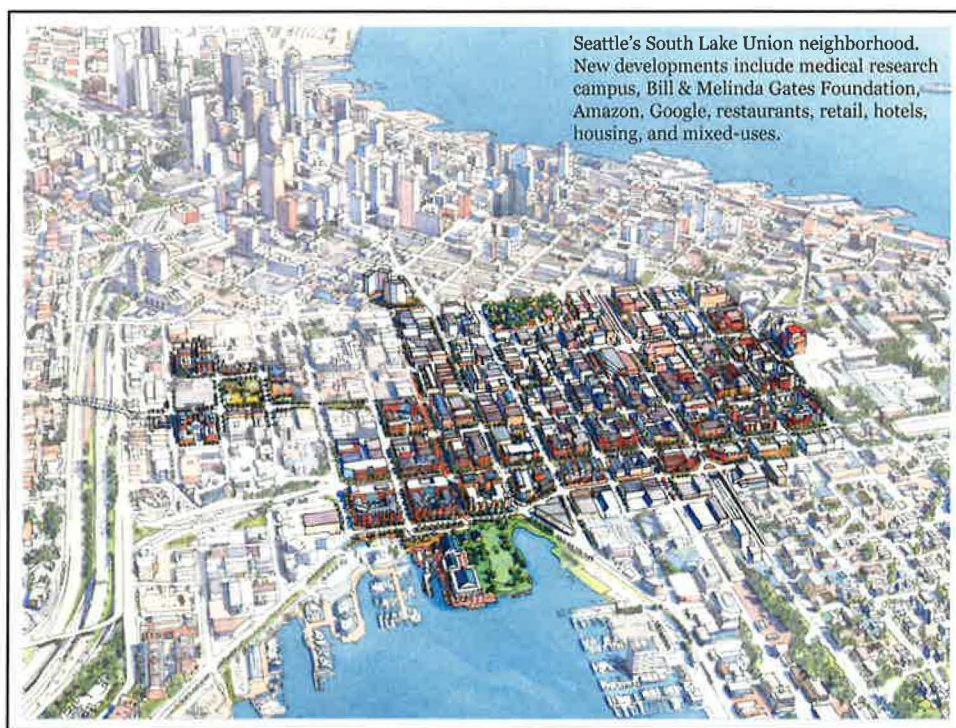 Seattle's South Lake Union neighborhood.
New developments include medical research
campus, Bill & Melinda Gates Foundation,
Amazon, Google, restaurants, retail, hotels,
housing, and mixed-uses.